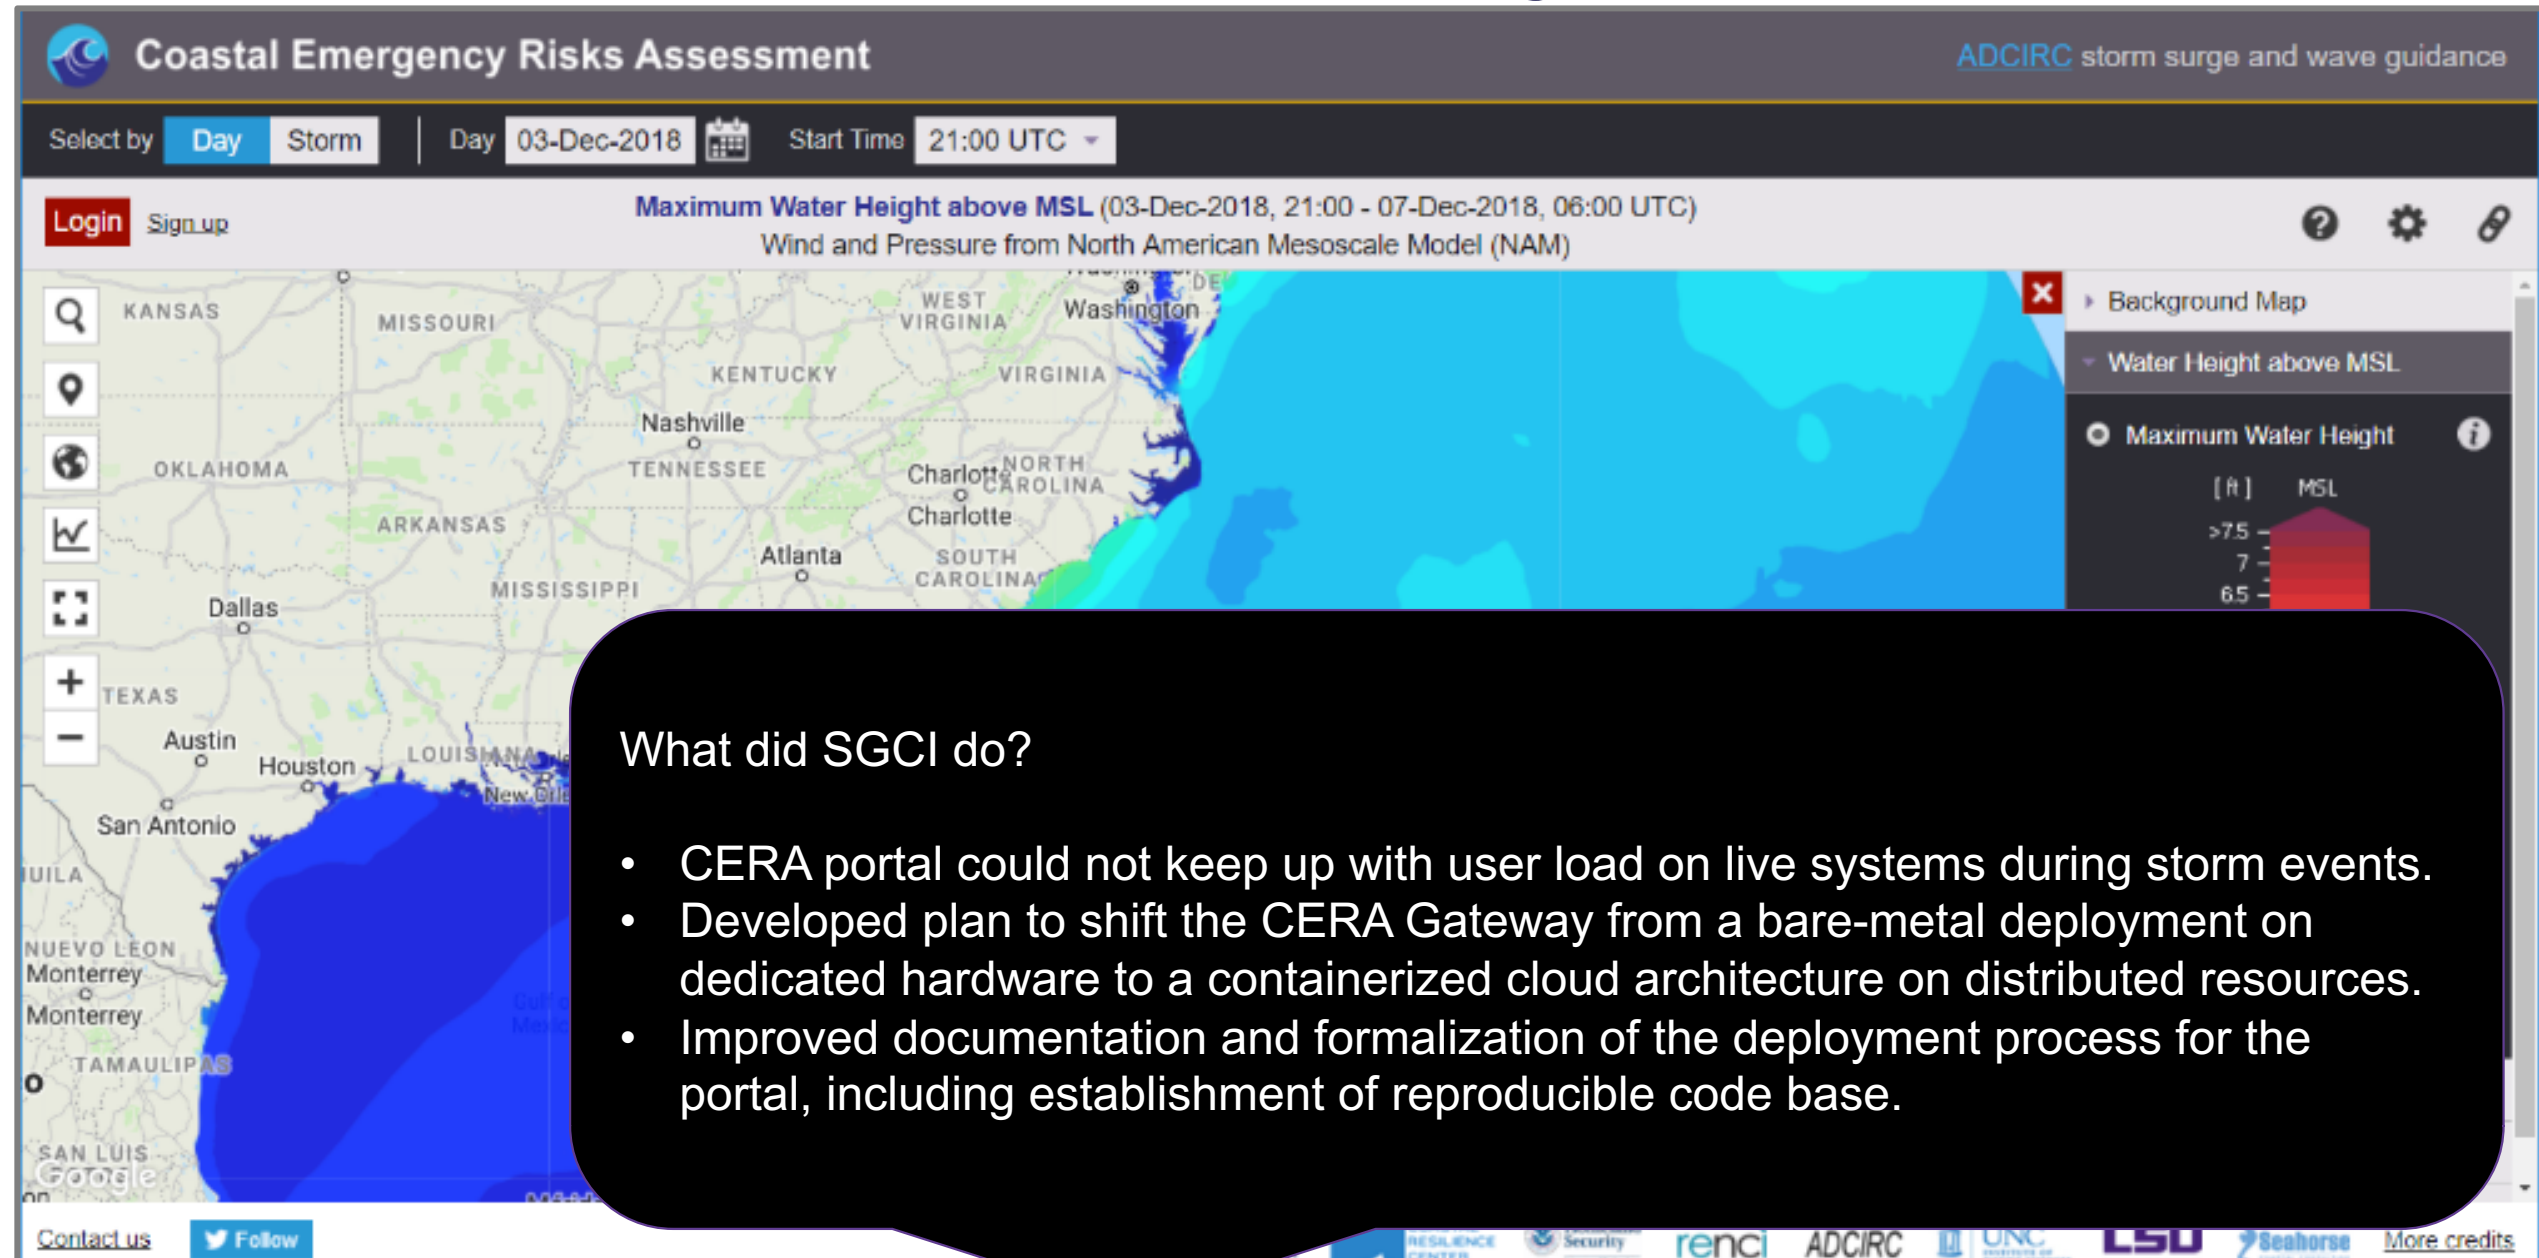 Coastal Emergency Risks Assessment
ADCIRC storm surge and wave guidance
Select by Day Storm Day 03-Dec-2018 Start Time 21:00 UTC
Login Sign up
Maximum Water Height above MSL (03-Dec-2018, 21:00 - 07-Dec-2018, 06:00 UTC)
Wind and Pressure from North American Mesoscale Model (NAM)
Background Map
Water Height above MSL
Maximum Water Height
[ft] MSL
>7.5
7
6.5
KANSAS
MISSOURI
WEST
VIRGINIA
Washington
DE
KENTUCKY
VIRGINIA
Nashville
TENNESSEE
OKLAHOMA
Charlotte
NORTH
CAROLINA
Charlotte
ARKANSAS
Atlanta
SOUTH
CAROLINA
MISSISSIPPI
Dallas
TEXAS
Austin
Houston
LOUISIANA
New
San Antonio
NUEVO LEON
Monterrey
Monterrey
TAMAULIPAS
SAN LUIS
Google
What did SGCI do?
• CERA portal could not keep up with user load on live systems during storm events.
• Developed plan to shift the CERA Gateway from a bare-metal deployment on
dedicated hardware to a containerized cloud architecture on distributed resources.
• Improved documentation and formalization of the deployment process for the
portal, including establishment of reproducible code base.
Contact us
Follow
RESILIENCE
CENTER
Security
renci
ADCIRC
UNC
LSU
Seahorse
More credits